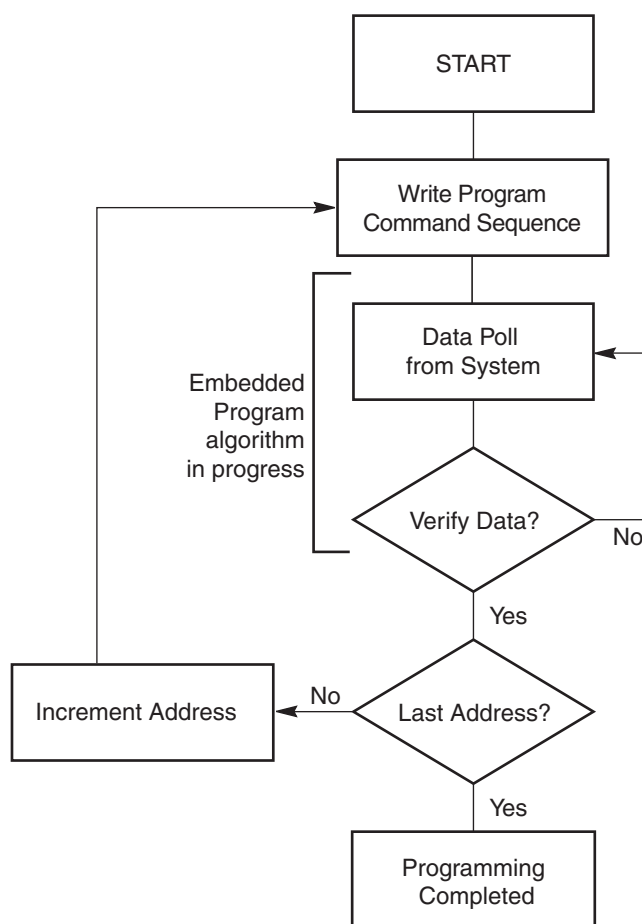 START
Write Program
Command Sequence
Data Poll
from System
Embedded
Program
algorithm
in progress
Verify Data?
No
Yes
Last Address?
No
Increment Address
Yes
Programming
Completed